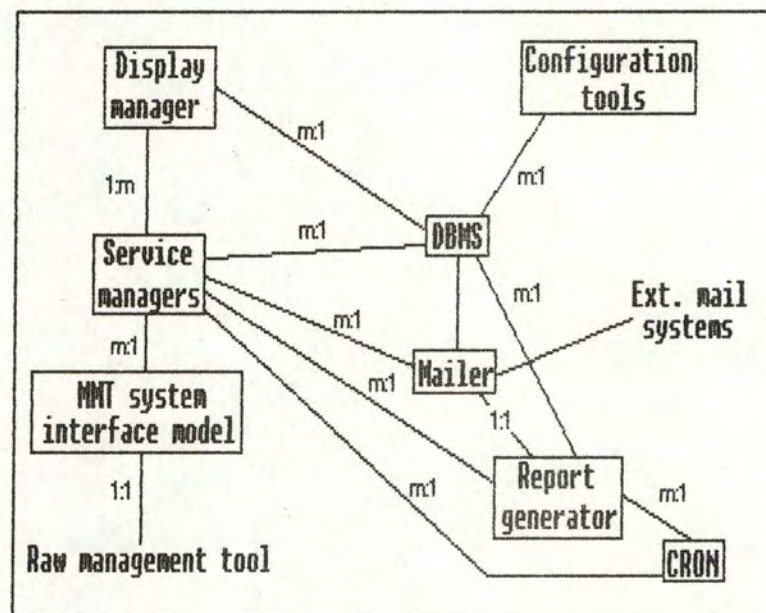 Display
manager
Configuration
tools
m:1
m:1
1:m
m:1
DBMS
Service
managers
m:1
Ext. mail
systems
m:1
m:1
Mailer
m:1
MMT system
interface model
1:1
1:1
Report
generator
m:1
m:1
Raw management tool
CRON